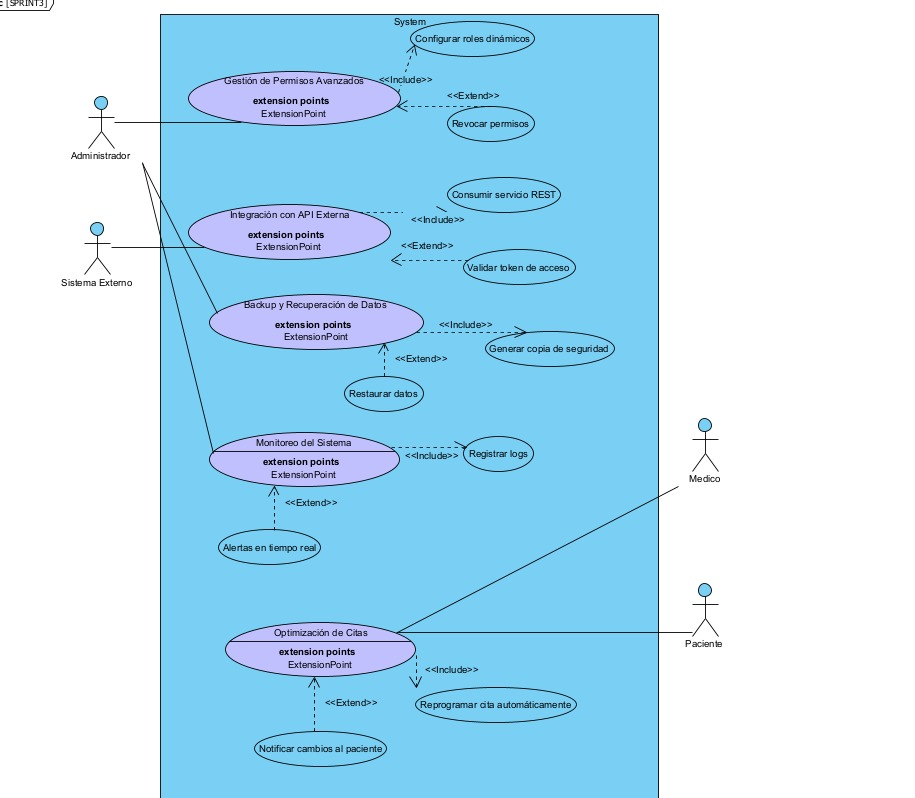 [SPRINT3]
System
Configurar roles dinámicos
<<Include>>
Gestión de Permisos Avanzados
extension points
ExtensionPoint
<<Extend>>
Revocar permisos
Administrador
Consumir servicio REST
Integración con API Externa
<<Include>>
extension points
ExtensionPoint
<<Extend>>
Validar token de acceso
Sistema Externo
Backup y Recuperación de Datos
extension points
ExtensionPoint
<<Include>>
Generar copia de seguridad
<<Extend>>
Restaurar datos
Monitoreo del Sistema
extension points
ExtensionPoint
<<Include>>
Registrar logs
Medico
<<Extend>>
Alertas en tiempo real
Optimización de Citas
extension points
ExtensionPoint
Paciente
<<Include>>
Reprogramar cita automáticamente
<<Extend>>
Notificar cambios al paciente